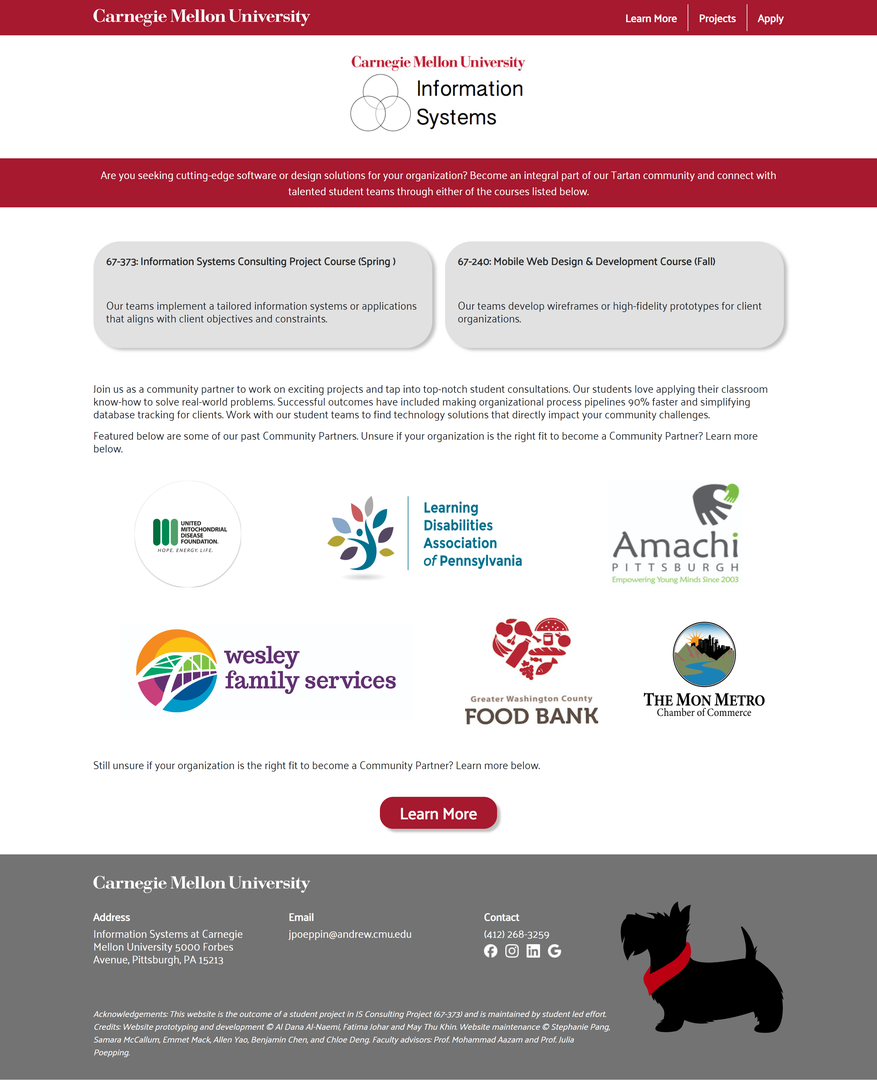 Carnegie Mellon University
Learn More
Projects
Apply
Carnegie Mellon University
Information
Systems
Are you seeking cutting-edge software or design solutions for your organization? Become an integral part of our Tartan community and connect with
talented student teams through either of the courses listed below.
67-373: Information Systems Consulting Project Course (Spring )
Our teams implement a tailored information systems or applications
that aligns with client objectives and constraints.
67-240: Mobile Web Design & Development Course (Fall)
Our teams develop wireframes or high-fidelity prototypes for client
organizations.
Join us as a community partner to work on exciting projects and tap into top-notch student consultations. Our students love applying their classroom
know-how to solve real-world problems. Successful outcomes have included making organizational process pipelines 90% faster and simplifying
database tracking for clients. Work with our student teams to find technology solutions that directly impact your community challenges.
Featured below are some of our past Community Partners. Unsure if your organization is the right fit to become a Community Partner? Learn more
below.
UNITED
MITOCHONDRIAL
DISEASE
FOUNDATION.
HOPE. ENERGY. LIFE.
Learning
Disabilities
Association
of Pennsylvania
Amachi
PITTSBURGH
Empowering Young Minds Since 2003
wesley
family services
Greater Washington County
FOOD BANK
THE MON METRO
Chamber of Commerce
Still unsure if your organization is the right fit to become a Community Partner? Learn more below.
Learn More
Carnegie Mellon University
Address
Information Systems at Carnegie
Mellon University 5000 Forbes
Avenue, Pittsburgh, PA 15213
Email
jpoeppin@andrew.cmu.edu
Contact
(412) 268-3259
Acknowledgements: This website is the outcome of a student project in IS Consulting Project (67-373) and is maintained by student led effort.
Credits: Website prototyping and development © Al Dana Al-Naemi, Fatima Iohar and May Thu Khin. Website maintenance © Stephanie Pang,
Samara McCallum, Emmet Mack, Allen Yao, Benjamin Chen, and Chloe Deng. Faculty advisors: Prof. Mohammad Aazam and Prof. Julia
Poepping.